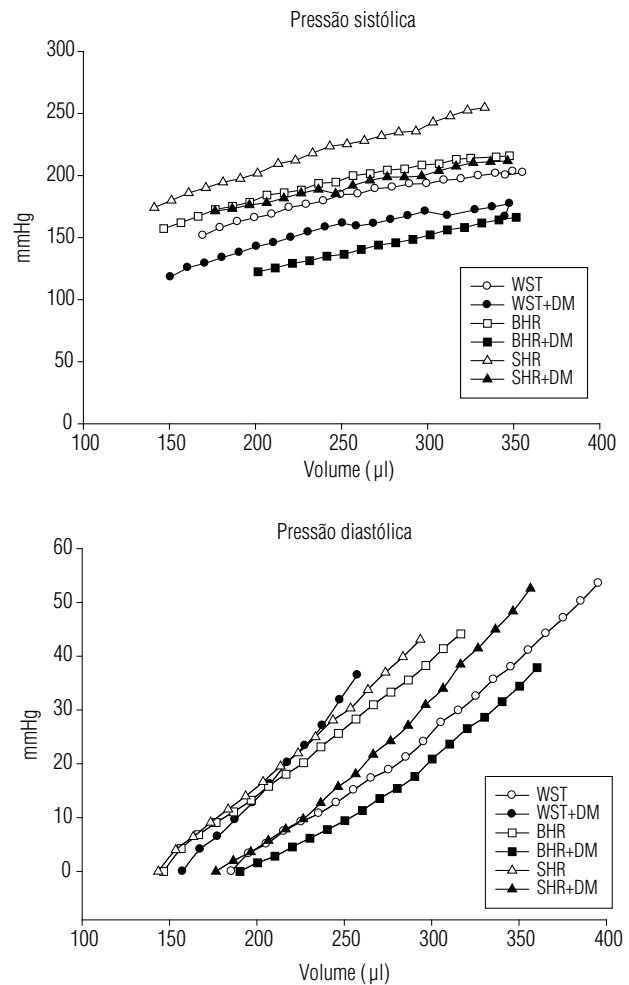 Pressão sistólica
300
250
200
150
100
50
0
mmHg
100 150 200 250 300 350 400
Volume (µl)
WST
WST+DM
BHR
BHR+DM
SHR
SHR+DM
Pressão diastólica
60
50
40
30
20
10
0
mmHg
100 150 200 250 300 350 400
Volume (µl)
WST
WST+DM
BHR
BHR+DM
SHR
SHR+DM